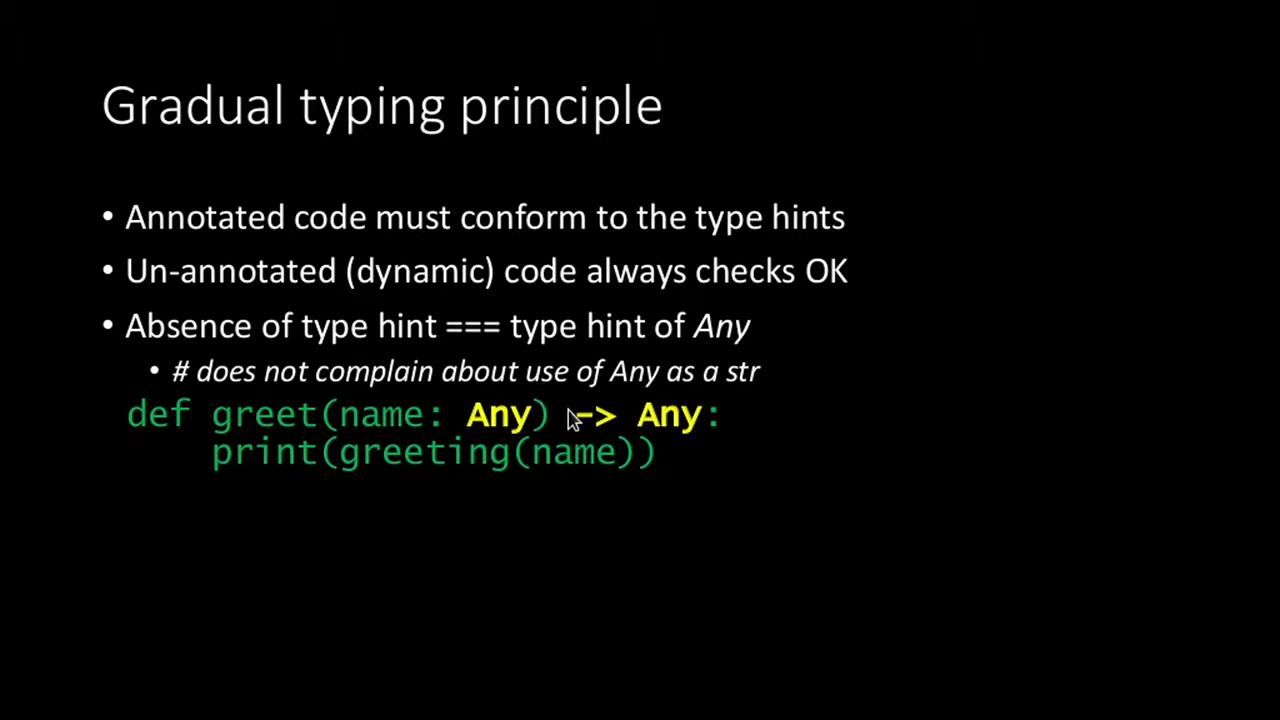 Gradual typing principle
• Annotated code must conform to the type hints
• Un-annotated (dynamic) code always checks OK
• Absence of type hint === type hint of Any
• # does not complain about use of Any as a str
def greet(name: Any) -> Any:
    print(greeting(name))